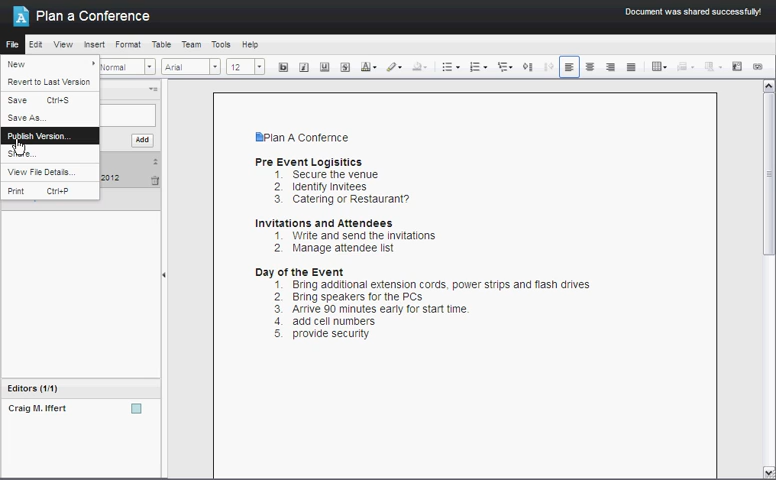 Plan a Conference
Document was shared successfully!
File Edit View Insert Format Table Team Tools Help
New
Revert to Last Version
Save Ctrl+S
Save As...
Publish Version...
View File Details...
Print Ctrl+P
Normal Arial 12
Add
2012
Editors (1/1)
Craig M. Iffert
Plan A Confernce
Pre Event Logisitics
1. Secure the venue
2. Identify Invitees
3. Catering or Restaurant?
Invitations and Attendees
1. Write and send the invitations
2. Manage attendee list
Day of the Event
1. Bring additional extension cords, power strips and flash drives
2. Bring speakers for the PCs
3. Arrive 90 minutes early for start time.
4. add cell numbers
5. provide security